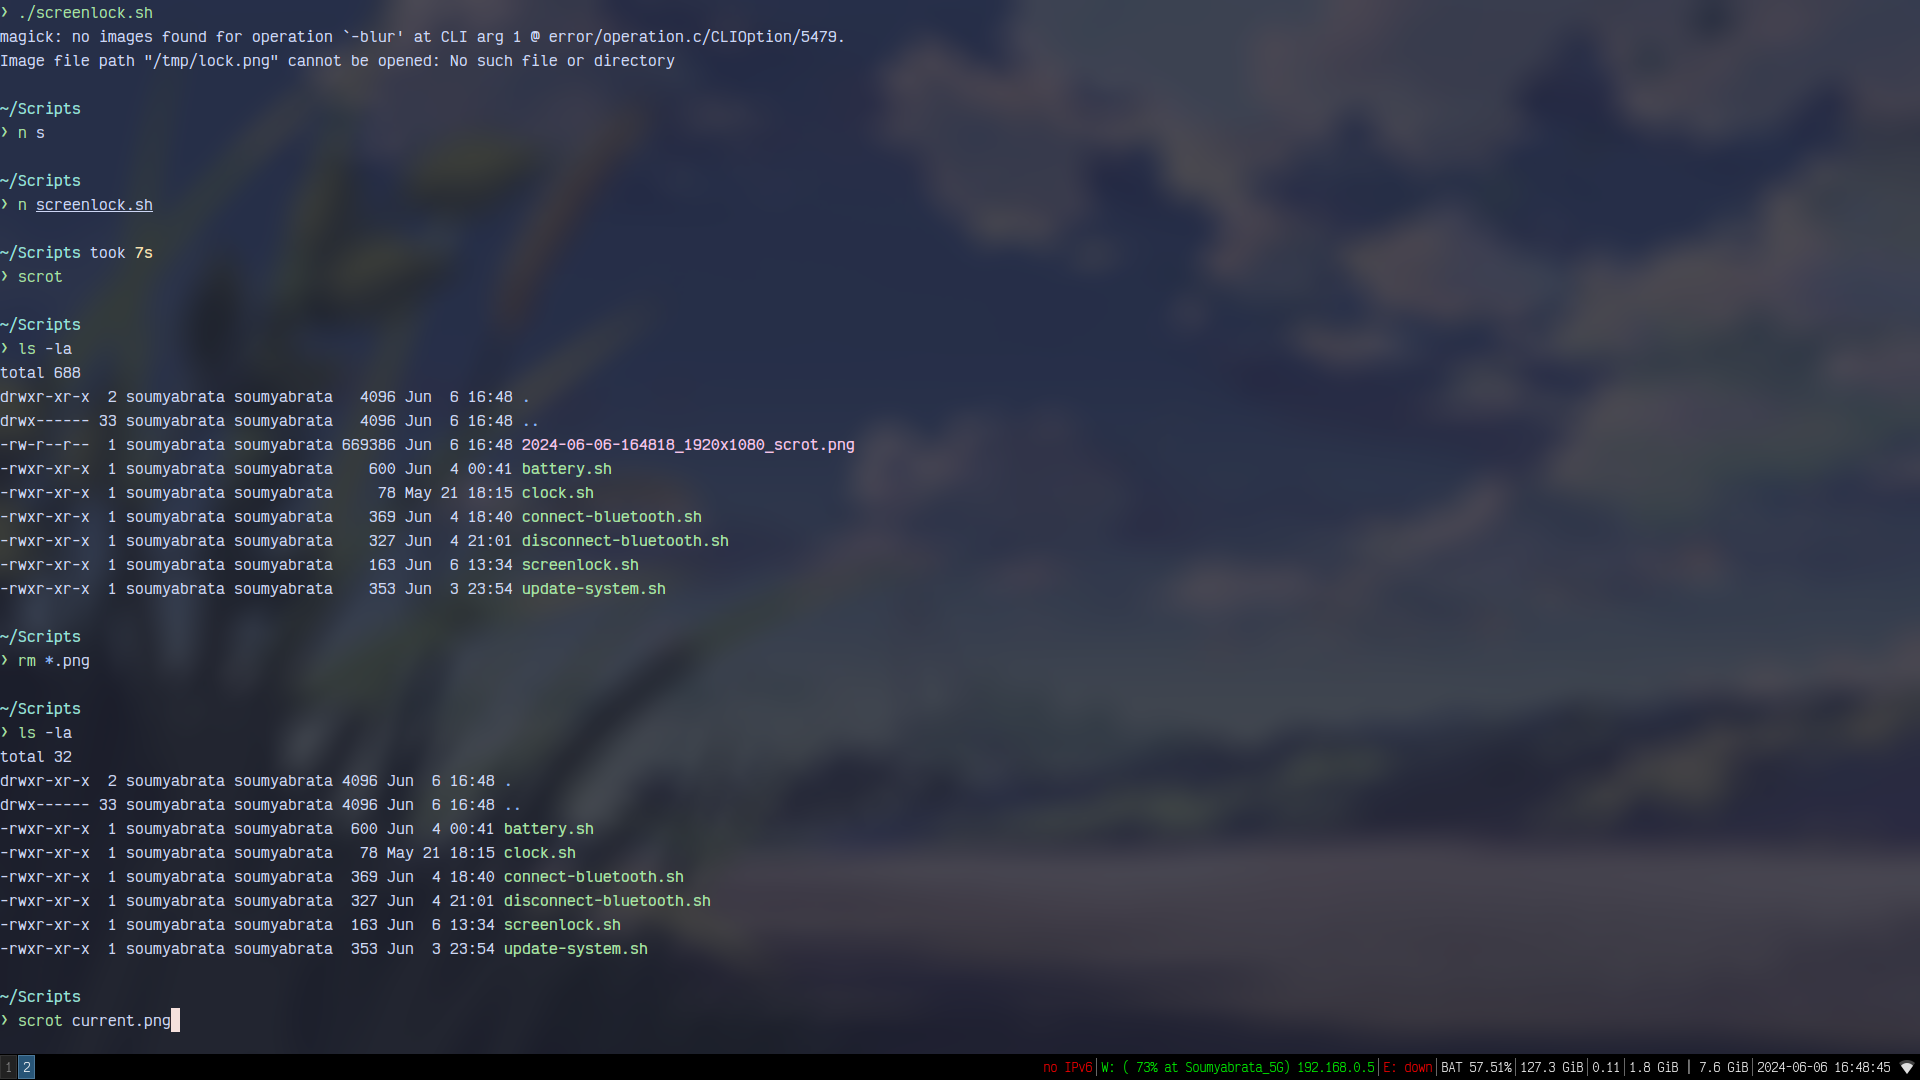 ❯ ./screenlock.sh
magick: no images found for operation `-blur' at CLI arg 1 @ error/operation.c/CLIOption/5479.
Image file path "/tmp/lock.png" cannot be opened: No such file or directory
~/Scripts
❯ n s
~/Scripts
❯ n screenlock.sh
~/Scripts took 7s
❯ scrot
~/Scripts
❯ ls -la
total 688
drwxr-xr-x  2 soumyabrata soumyabrata   4096 Jun  6 16:48 .
drwx------ 33 soumyabrata soumyabrata   4096 Jun  6 16:48 ..
-rw-r--r--  1 soumyabrata soumyabrata 669386 Jun  6 16:48 2024-06-06-164818_1920x1080_scrot.png
-rwxr-xr-x  1 soumyabrata soumyabrata    600 Jun  4 00:41 battery.sh
-rwxr-xr-x  1 soumyabrata soumyabrata     78 May 21 18:15 clock.sh
-rwxr-xr-x  1 soumyabrata soumyabrata    369 Jun  4 18:40 connect-bluetooth.sh
-rwxr-xr-x  1 soumyabrata soumyabrata    327 Jun  4 21:01 disconnect-bluetooth.sh
-rwxr-xr-x  1 soumyabrata soumyabrata    163 Jun  6 13:34 screenlock.sh
-rwxr-xr-x  1 soumyabrata soumyabrata    353 Jun  3 23:54 update-system.sh
~/Scripts
❯ rm *.png
~/Scripts
❯ ls -la
total 32
drwxr-xr-x  2 soumyabrata soumyabrata 4096 Jun  6 16:48 .
drwx------ 33 soumyabrata soumyabrata 4096 Jun  6 16:48 ..
-rwxr-xr-x  1 soumyabrata soumyabrata  600 Jun  4 00:41 battery.sh
-rwxr-xr-x  1 soumyabrata soumyabrata   78 May 21 18:15 clock.sh
-rwxr-xr-x  1 soumyabrata soumyabrata  369 Jun  4 18:40 connect-bluetooth.sh
-rwxr-xr-x  1 soumyabrata soumyabrata  327 Jun  4 21:01 disconnect-bluetooth.sh
-rwxr-xr-x  1 soumyabrata soumyabrata  163 Jun  6 13:34 screenlock.sh
-rwxr-xr-x  1 soumyabrata soumyabrata  353 Jun  3 23:54 update-system.sh
~/Scripts
❯ scrot current.png
1 2 no IPv6|W: ( 73% at Soumyabrata_5G) 192.168.0.5|E: down|BAT 57.51%|127.3 GiB|0.11|1.8 GiB | 7.6 GiB|2024-06-06 16:48:45